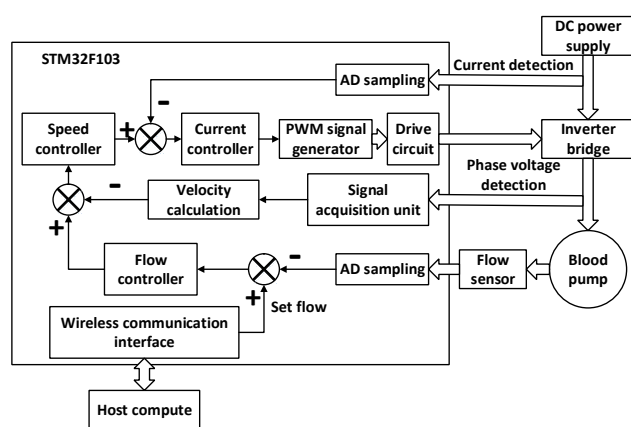 DC power
supply
STM32F103
Current detection
AD sampling
−
Speed
controller
+
Current
controller
PWM signal
generator
Drive
circuit
Inverter
bridge
Phase voltage
detection
−
Velocity
calculation
Signal
acquisition unit
+
Flow
controller
−
AD sampling
Flow
sensor
Blood
pump
+
Set flow
Wireless communication
interface
Host compute